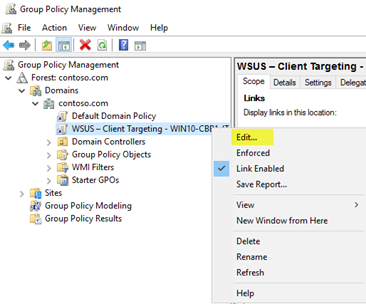 Group Policy Management
File Action View Window Help
Group Policy Management
Forest: contoso.com
Domains
contoso.com
Default Domain Policy
WSUS – Client Targeting - WIN10-CBB1
Domain Controllers
Group Policy Objects
WMI Filters
Starter GPOs
Sites
Group Policy Modeling
Group Policy Results
WSUS – Client Targeting -
Scope Details Settings Delegat
Links
Display links in this location:
Edit...
Enforced
Link Enabled
Save Report...
View
New Window from Here
Delete
Rename
Refresh
Help